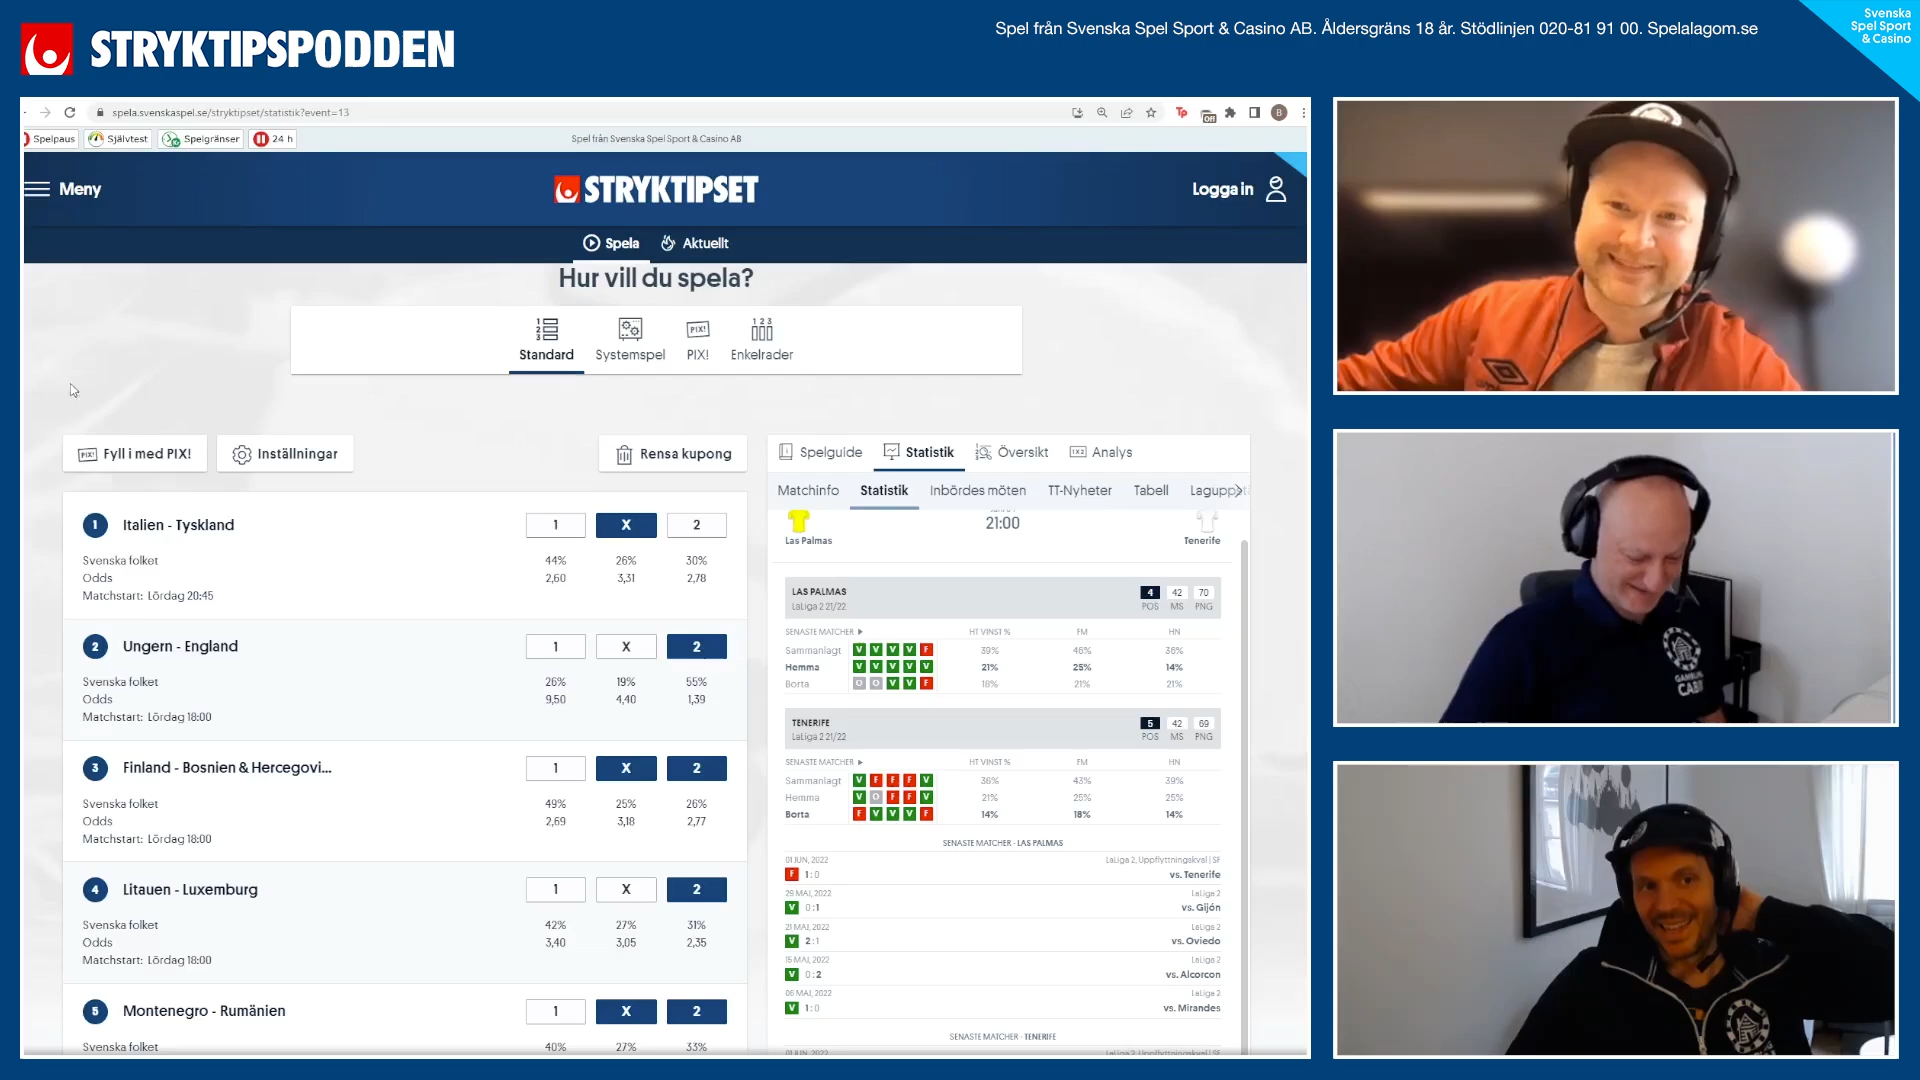 STRYKTIPSPODDEN
Spel från Svenska Spel Sport & Casino AB. Åldersgräns 18 år. Stödlinjen 020-81 91 00. Spelalagom.se
Svenska
Spel Sport
& Casino
spela.svenskaspel.se/stryktipset/statistik?event=13
Spelpaus
Självtest
Spelgränser
24 h
Spel från Svenska Spel Sport & Casino AB
Meny
STRYKTIPSET
Logga in
Spela
Aktuellt
Hur vill du spela?
Standard
Systemspel
PIX!
Enkelrader
Fyll i med PIX!
Inställningar
Rensa kupong
1 Italien - Tyskland 1 X 2
Svenska folket 44% 26% 30%
Odds 2,60 3,31 2,78
Matchstart: Lördag 20:45
2 Ungern - England 1 X 2
Svenska folket 26% 19% 55%
Odds 9,50 4,40 1,39
Matchstart: Lördag 18:00
3 Finland - Bosnien & Hercegovi... 1 X 2
Svenska folket 49% 25% 26%
Odds 2,69 3,18 2,77
Matchstart: Lördag 18:00
4 Litauen - Luxemburg 1 X 2
Svenska folket 42% 27% 31%
Odds 3,40 3,05 2,35
Matchstart: Lördag 18:00
5 Montenegro - Rumänien 1 X 2
Svenska folket 40% 27% 33%
Spelguide
Statistik
Översikt
Analys
Matchinfo
Statistik
Inbördes möten
TT-Nyheter
Tabell
21:00
Las Palmas
Tenerife
LAS PALMAS 4 42 70
LaLiga 2 21/22 POS MS PNG
SENASTE MATCHER HT VINST % FM HN
Sammanlagt V V V V F 39% 46% 36%
Hemma V V V V V 21% 25% 14%
Borta O O V V F 18% 21% 21%
TENERIFE 5 42 69
LaLiga 2 21/22 POS MS PNG
SENASTE MATCHER HT VINST % FM HN
Sammanlagt V F F F V 36% 43% 39%
Hemma V O F F V 21% 25% 25%
Borta F V V V F 14% 18% 14%
SENASTE MATCHER - LAS PALMAS
01 JUN, 2022 LaLiga 2, Uppflyttningskval | SF
F 1:0 vs. Tenerife
29 MAJ, 2022 LaLiga 2
V 0:1 vs. Gijón
21 MAJ, 2022 LaLiga 2
V 2:1 vs. Oviedo
15 MAJ, 2022 LaLiga 2
V 0:2 vs. Alcorcon
06 MAJ, 2022 LaLiga 2
V 1:0 vs. Mirandes
SENASTE MATCHER - TENERIFE